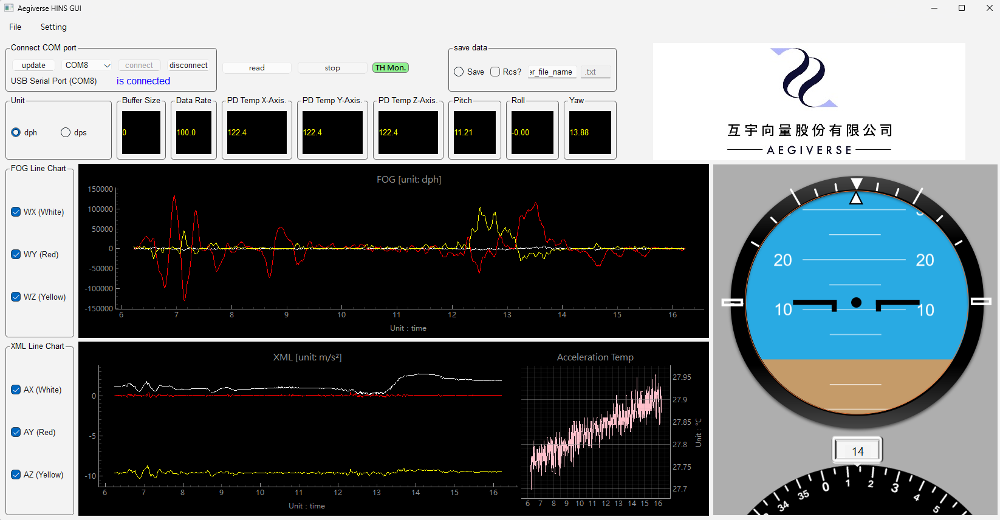 Aegiverse HINS GUI
File Setting
Connect COM port
update COM8 connect disconnect
USB Serial Port (COM8) is connected
read stop TH Mon.
save data
Save Rcs? er_file_name .txt
互宇向量股份有限公司
AEGIVERSE
Unit
dph dps
Buffer Size
0
Data Rate
100.0
PD Temp X-Axis.
122.4
PD Temp Y-Axis.
122.4
PD Temp Z-Axis.
122.4
Pitch
11.21
Roll
-0.00
Yaw
13.88
FOG Line Chart
WX (White)
WY (Red)
WZ (Yellow)
FOG [unit: dph]
150000
100000
50000
0
-50000
-100000
-150000
6 7 8 9 10 11 12 13 14 15 16
Unit : time
XML Line Chart
AX (White)
AY (Red)
AZ (Yellow)
XML [unit: m/s²]
0
-5
-10
6 7 8 9 10 11 12 13 14 15 16
Unit : time
Acceleration Temp
27.95
27.9
27.85
27.8
27.75
27.7
Unit : °C
6 7 8 9 10 11 12 13 14 15 16
20 20
10 10
14
34 35 0 1 2 3 4 5